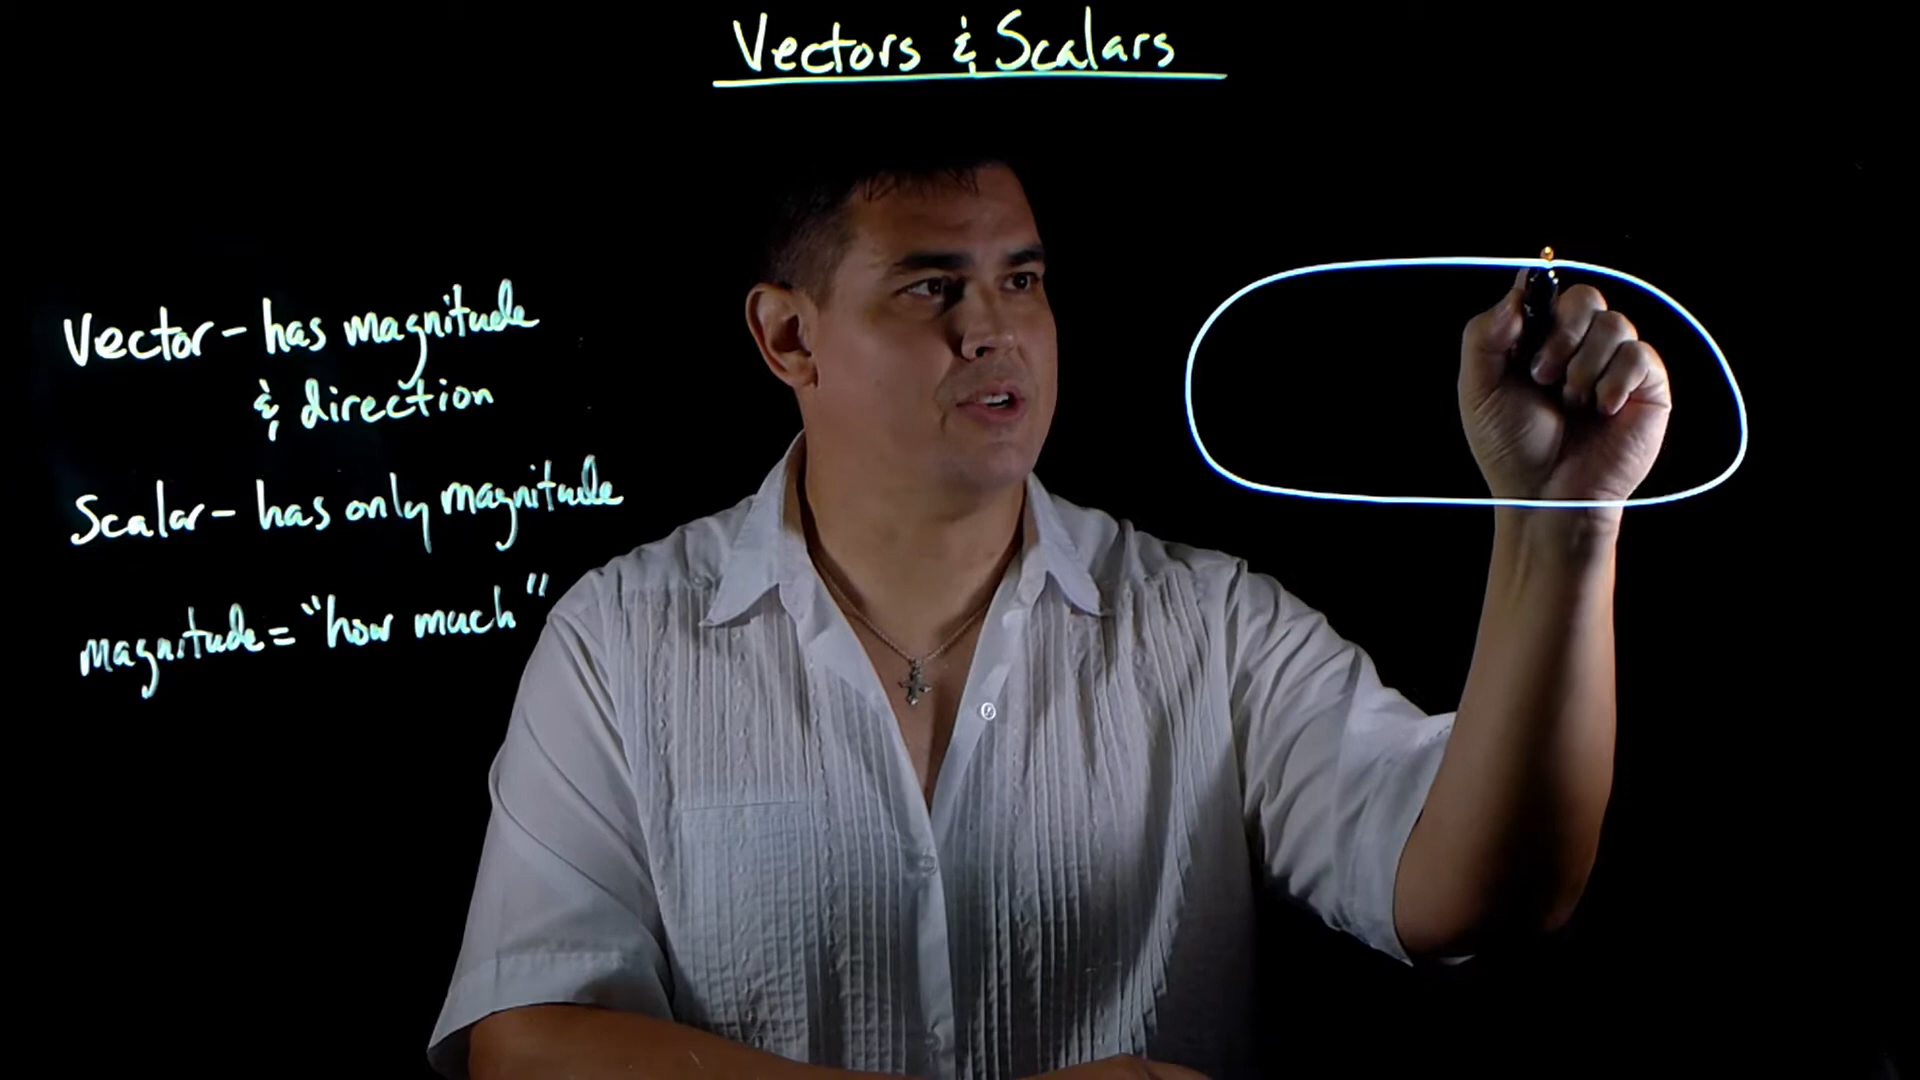 Vectors & Scalars
Vector - has magnitude
& direction
Scalar - has only magnitude
magnitude = "how much"